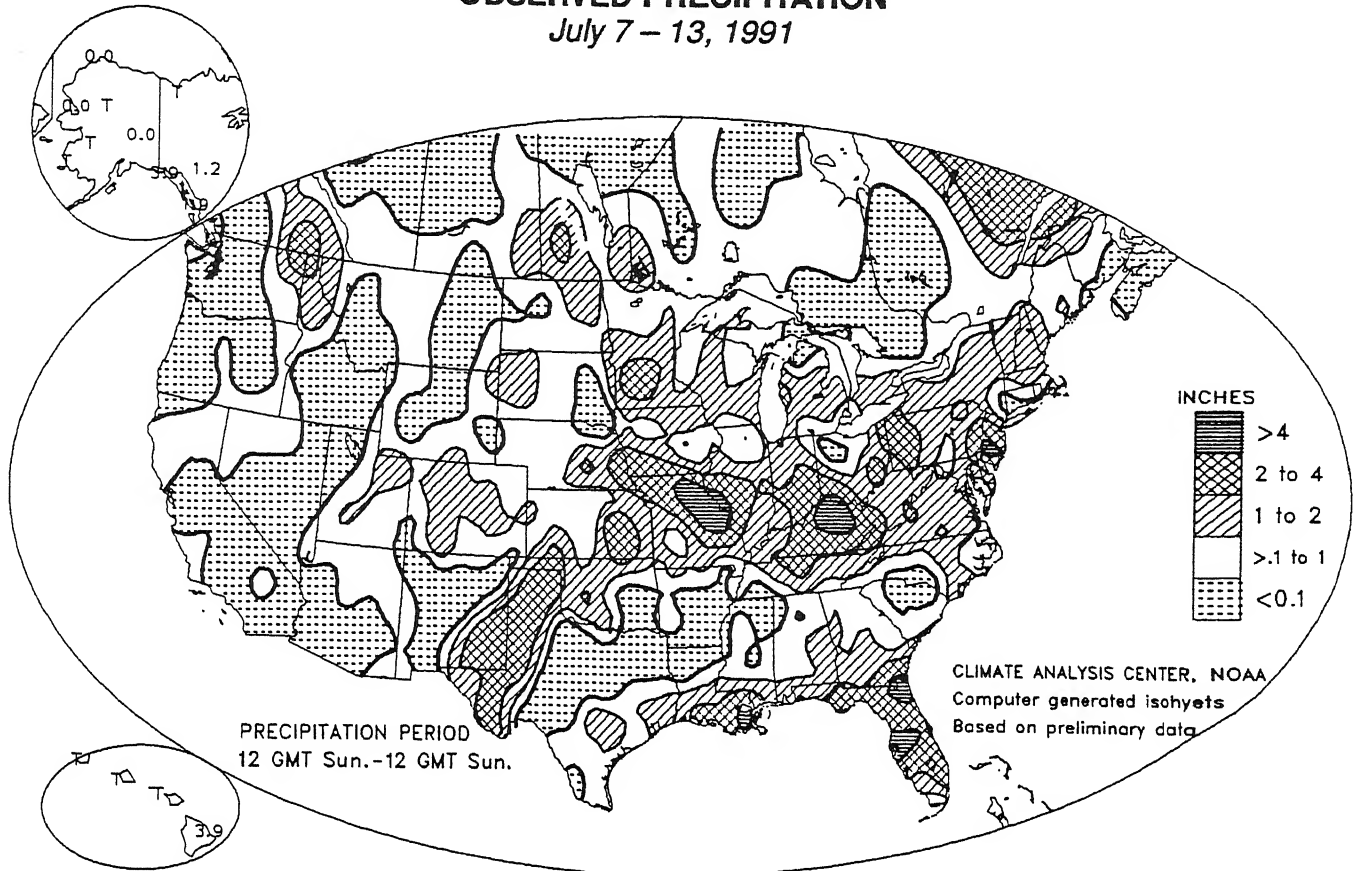 OBSERVED PRECIPITATION
July 7 – 13, 1991
0.0
0.0 T
T
0.0
T
T
3.9 1.2
INCHES
>4
2 to 4
1 to 2
>.1 to 1
<0.1
CLIMATE ANALYSIS CENTER, NOAA
Computer generated isohyets
Based on preliminary data
PRECIPITATION PERIOD
12 GMT Sun.-12 GMT Sun.
T
T
T
3.9